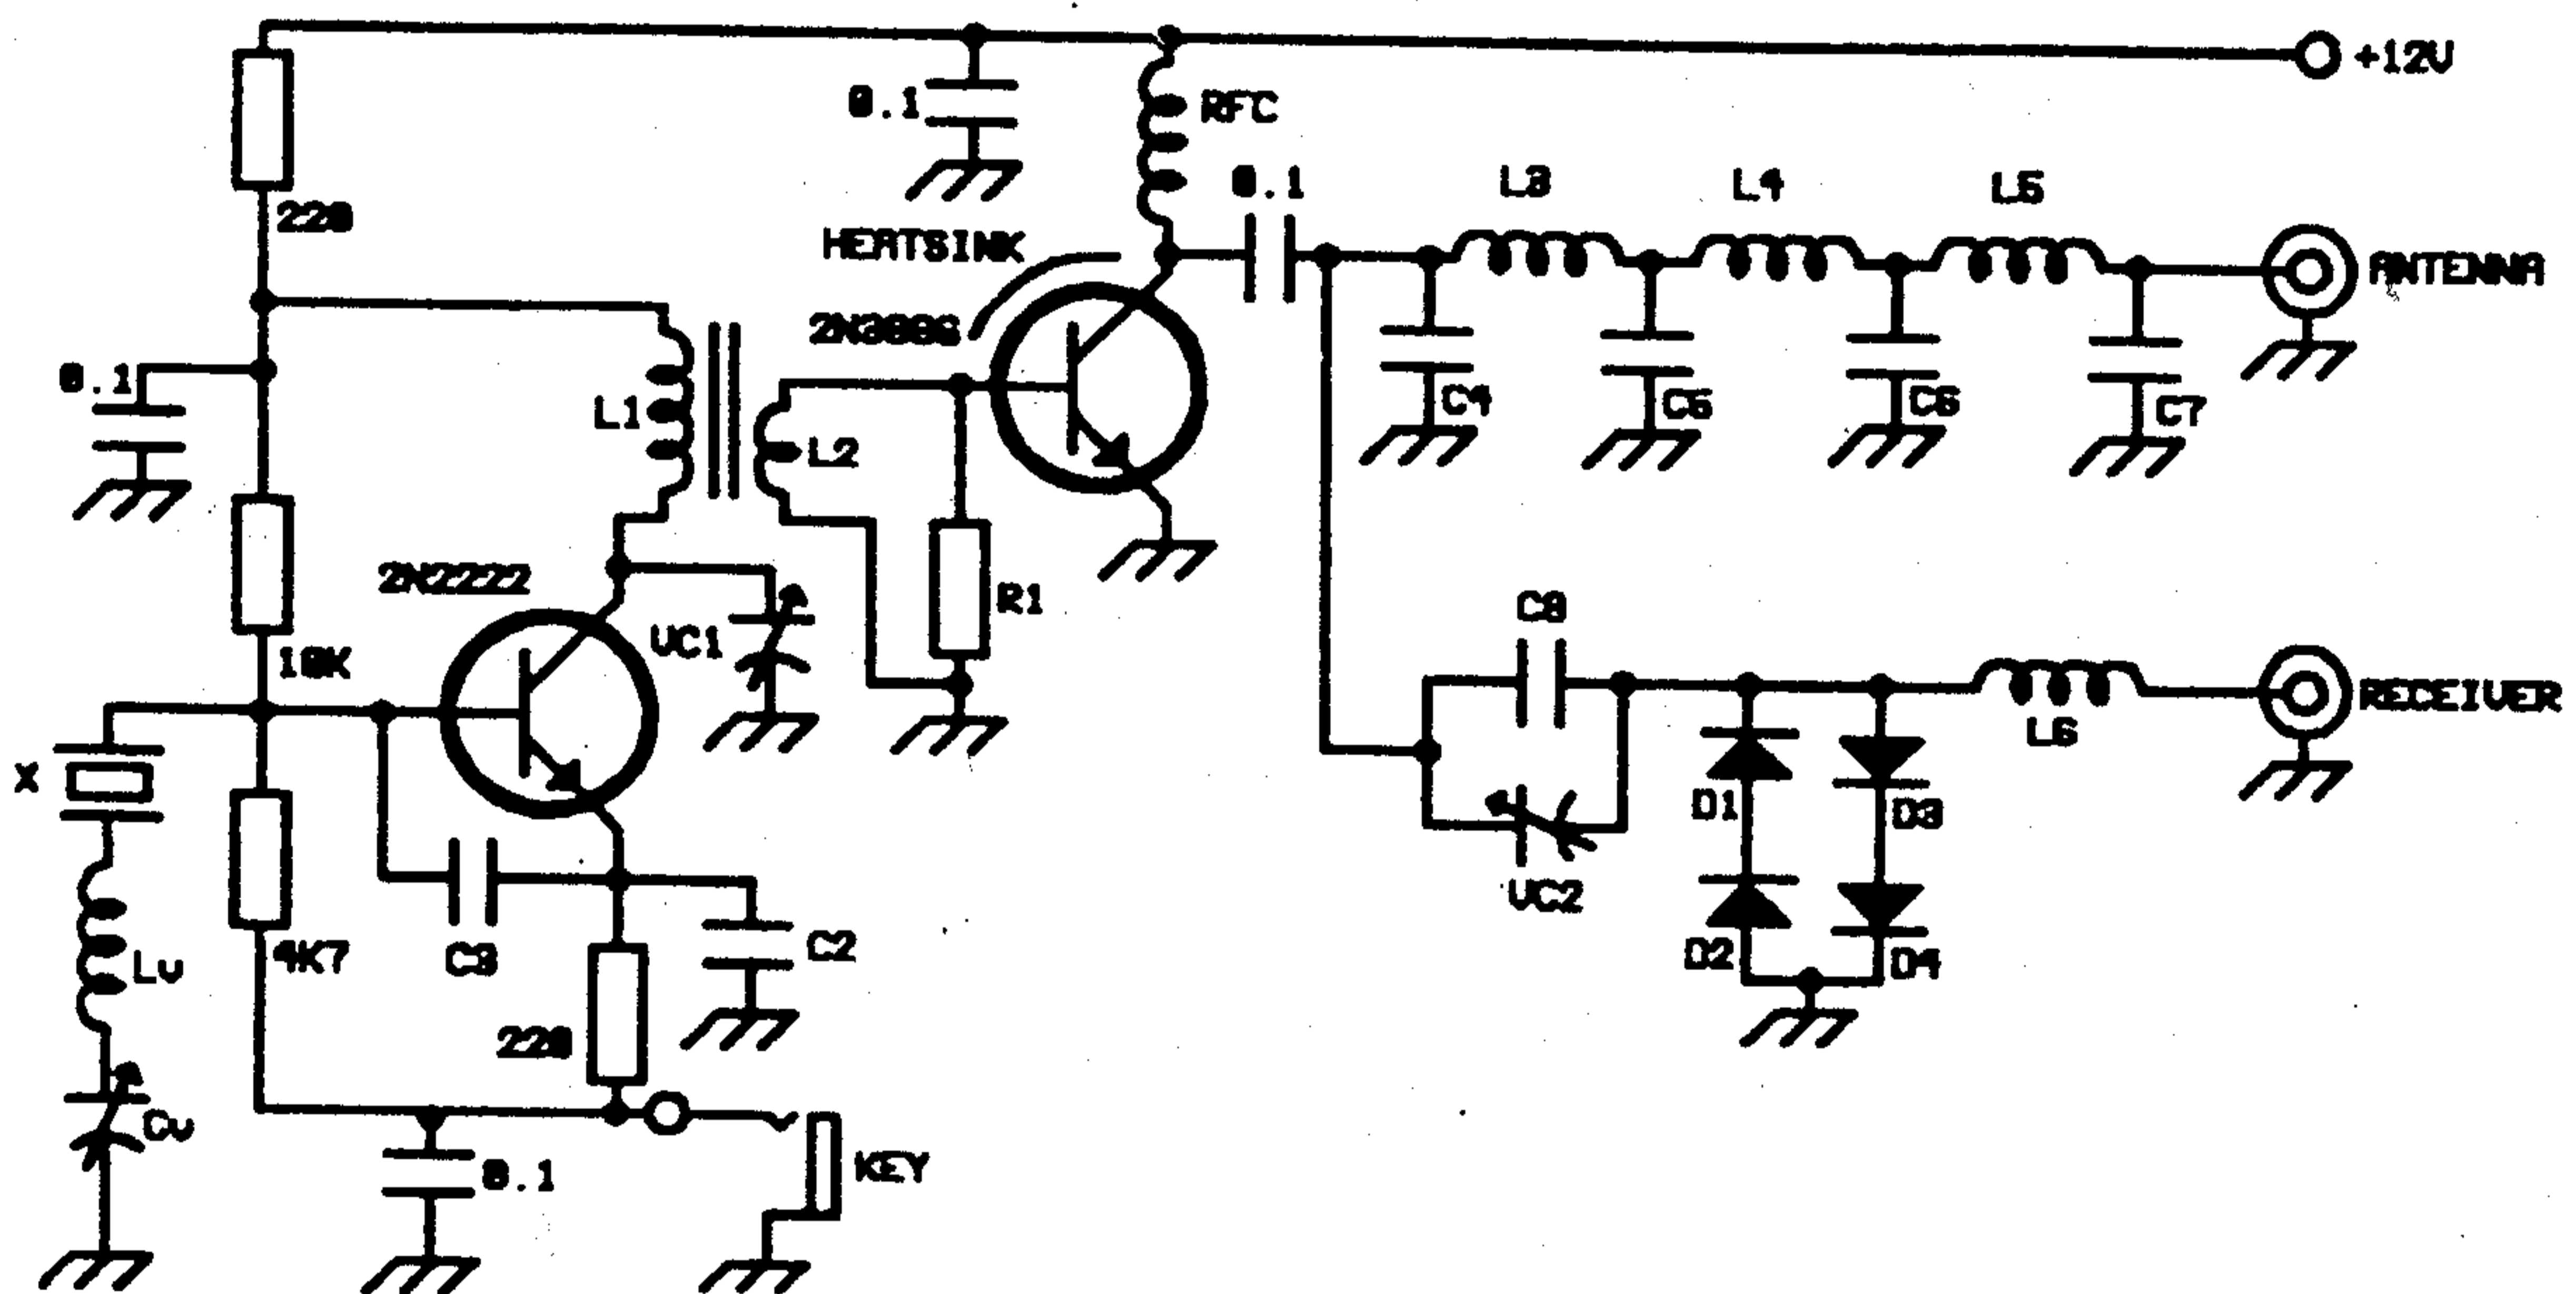 +12V
0.1
RFC
220
0.1
L3
L4
L5
HEATSINK
ANTENNA
2N3866
0.1
L1
L2
C4
C5
C6
C7
2N2222
R1
C8
VC1
10K
RECEIVER
L6
X
D1
D3
VC2
Lv
4K7
C3
C2
D2
D4
220
Cv
0.1
KEY